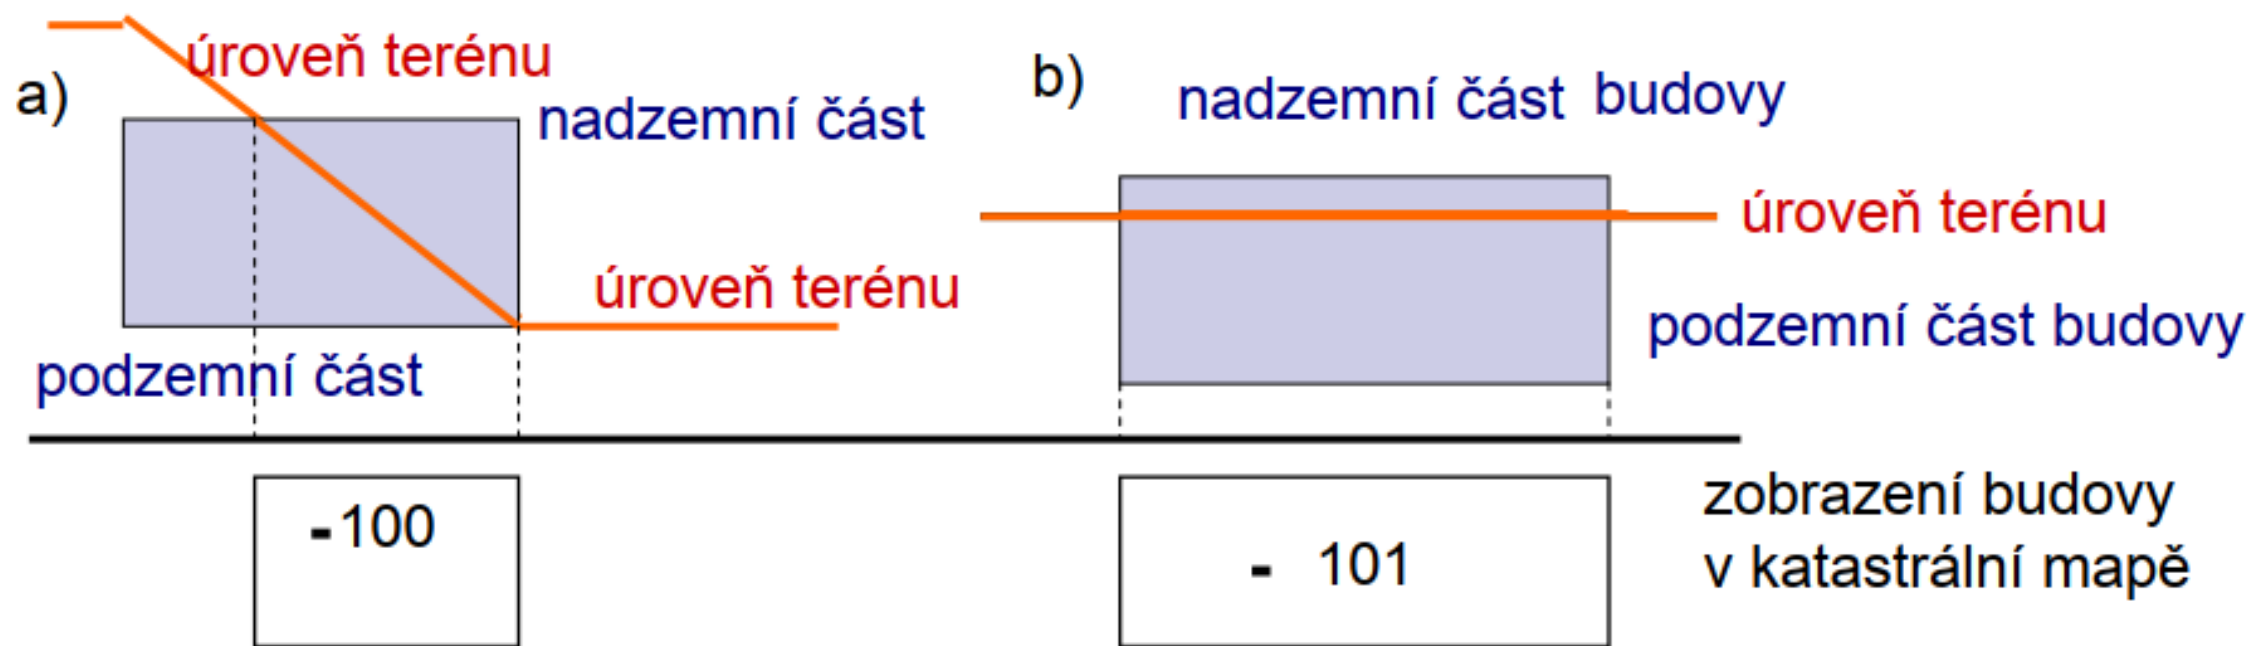 a)
úroveň terénu
nadzemní část
úroveň terénu
podzemní část
-100
b)
nadzemní část budovy
úroveň terénu
podzemní část budovy
- 101
zobrazení budovy
v katastrální mapě